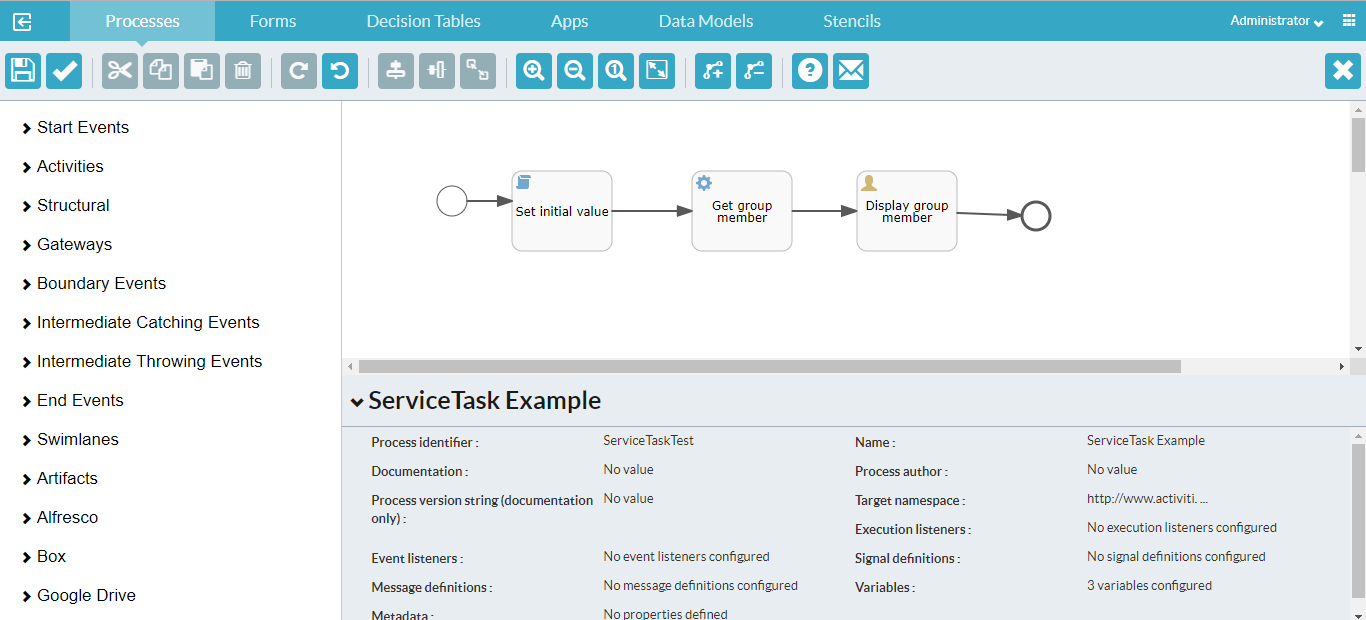 Processes
Forms
Decision Tables
Apps
Data Models
Stencils
Administrator
1
?
Start Events
Activities
Structural
Gateways
Boundary Events
Intermediate Catching Events
Intermediate Throwing Events
End Events
Swimlanes
Artifacts
Alfresco
Box
Google Drive
Set initial value
Get group
member
Display group
member
ServiceTask Example
Process identifier : ServiceTaskTest
Name : ServiceTask Example
Documentation : No value
Process author : No value
Process version string (documentation
only) : No value
Target namespace : http://www.activiti. ...
Execution listeners : No execution listeners configured
Event listeners : No event listeners configured
Signal definitions : No signal definitions configured
Message definitions : No message definitions configured
Variables : 3 variables configured
Metadata : No properties defined